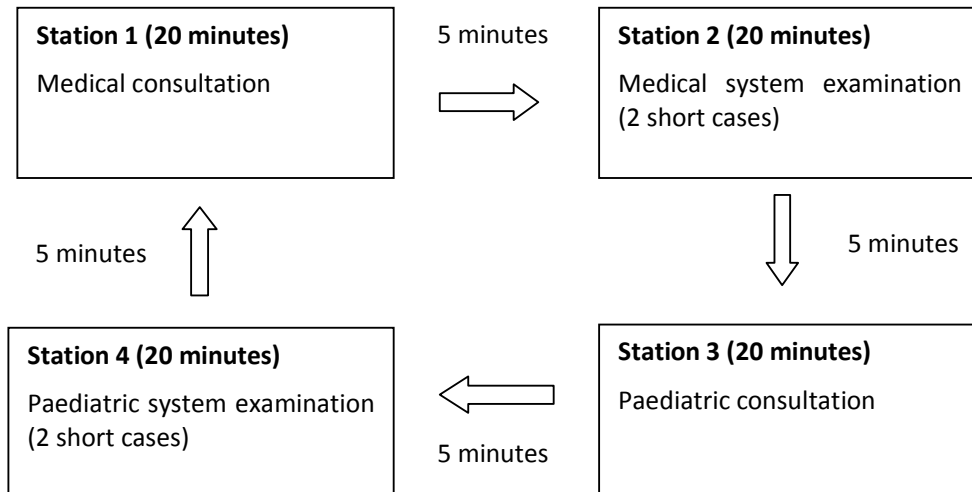 Station 1 (20 minutes)
Medical consultation
5 minutes
Station 2 (20 minutes)
Medical system examination
(2 short cases)
5 minutes
Station 3 (20 minutes)
Paediatric consultation
5 minutes
Station 4 (20 minutes)
Paediatric system examination
(2 short cases)
5 minutes